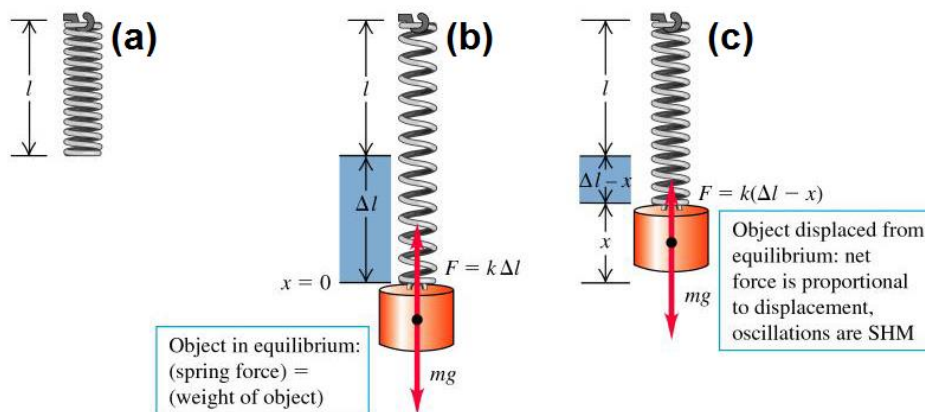 (a)
l
(b)
l
Δl
x = 0
F = k Δl
mg
Object in equilibrium:
(spring force) =
(weight of object)
(c)
l
Δl – x
x
F = k(Δl – x)
mg
Object displaced from
equilibrium: net
force is proportional
to displacement,
oscillations are SHM